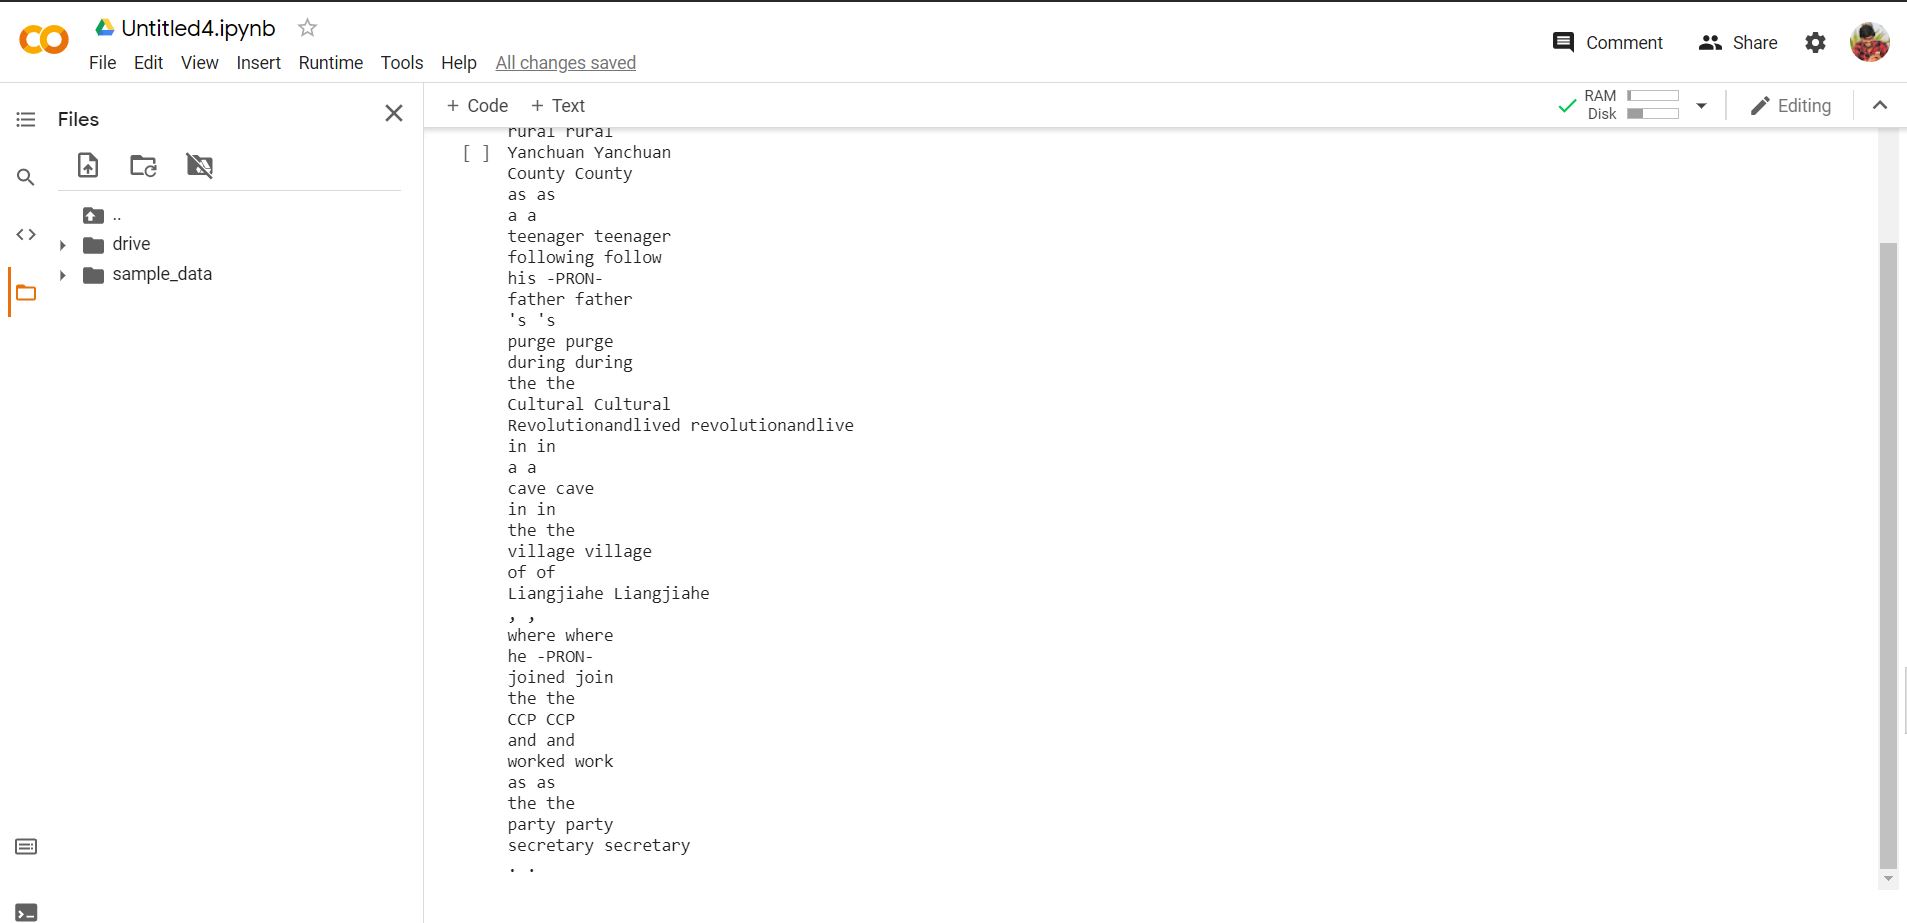 Untitled4.ipynb
File Edit View Insert Runtime Tools Help All changes saved
Comment Share
Files
+ Code + Text
RAM
Disk
Editing
..
drive
sample_data
rural rural
[ ] Yanchuan Yanchuan
County County
as as
a a
teenager teenager
following follow
his -PRON-
father father
's 's
purge purge
during during
the the
Cultural Cultural
Revolutionandlived revolutionandlive
in in
a a
cave cave
in in
the the
village village
of of
Liangjiahe Liangjiahe
, ,
where where
he -PRON-
joined join
the the
CCP CCP
and and
worked work
as as
the the
party party
secretary secretary
. .